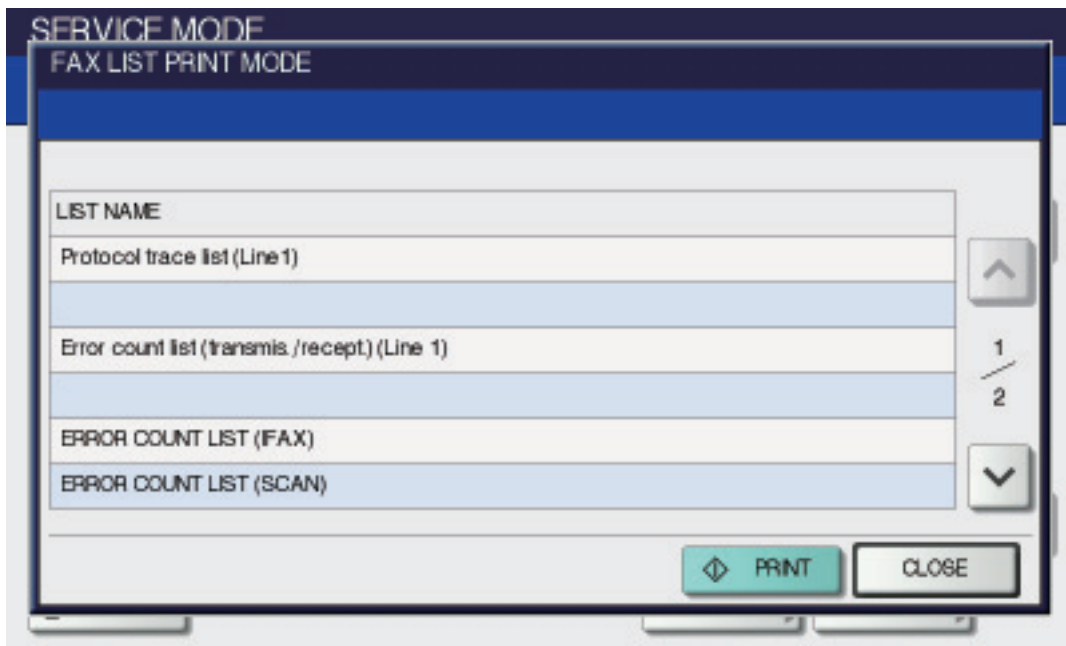 SERVICE MODE
FAX LIST PRINT MODE
LIST NAME
Protocol trace list (Line1)
Error count list (transmis./recept.) (Line 1)
1
2
ERROR COUNT LIST (IFAX)
ERROR COUNT LIST (SCAN)
PRINT
CLOSE